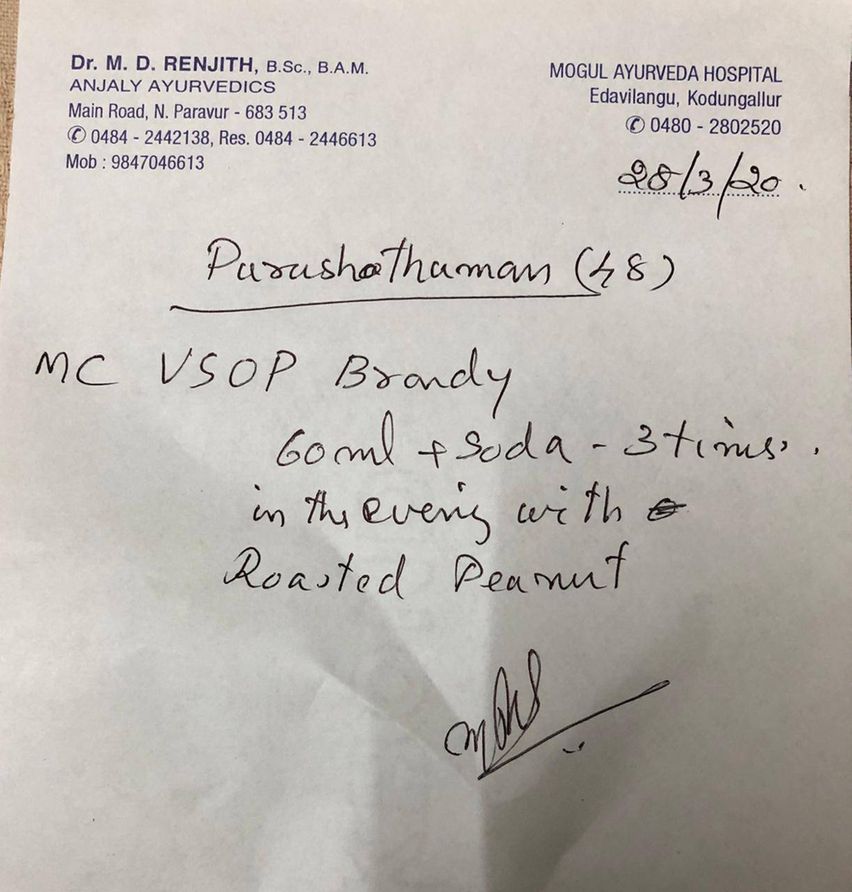 Dr. M. D. RENJITH, B.Sc., B.A.M.
ANJALY AYURVEDICS
Main Road, N. Paravur - 683 513
✆ 0484 - 2442138, Res. 0484 - 2446613
Mob : 9847046613
MOGUL AYURVEDA HOSPITAL
Edavilangu, Kodungallur
✆ 0480 - 2802520
28/3/20.
Purushothaman (48)
MC VSOP Brandy
60ml + Soda - 3 times.
in the evening with
Roasted Peanut